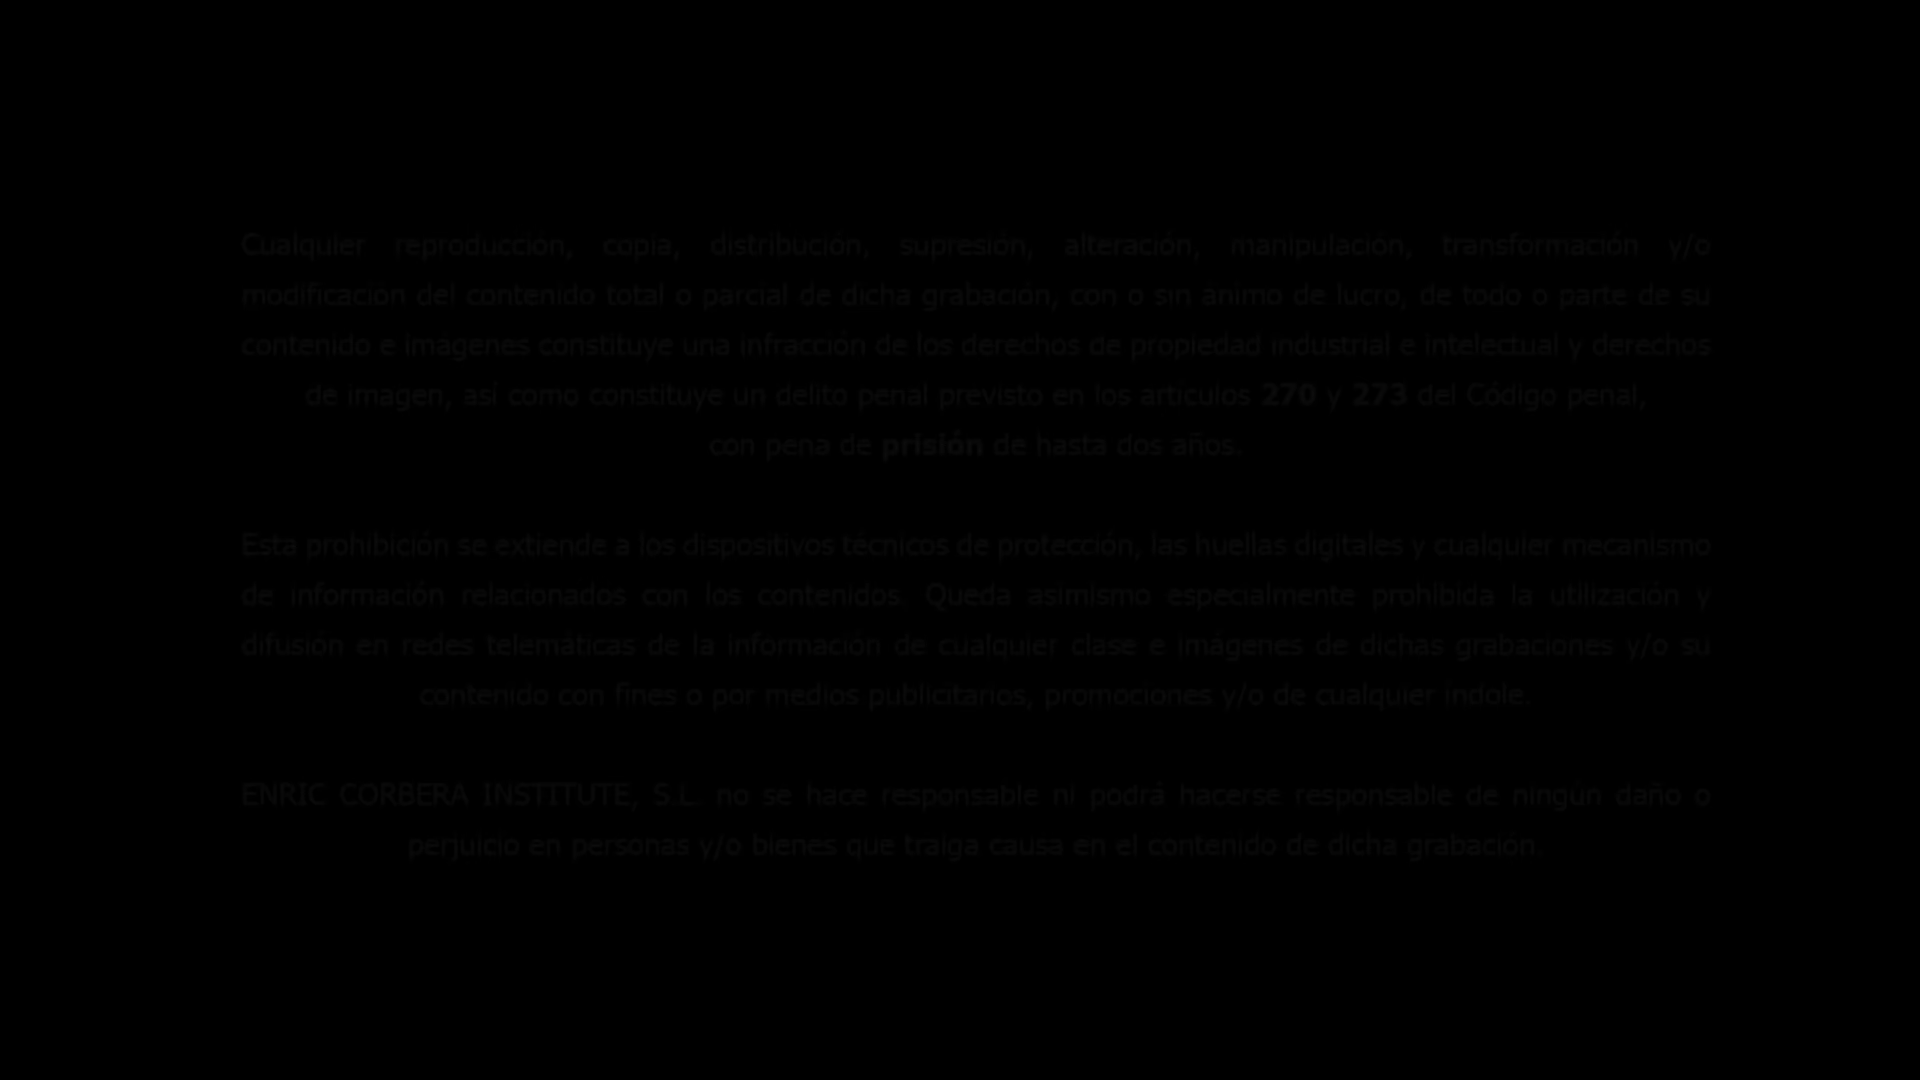 Cualquier reproducción, copia, distribución, supresión, alteración, manipulación, transformación y/o
modificación del contenido total o parcial de dicha grabación, con o sin ánimo de lucro, de todo o parte de su
contenido e imágenes constituye una infracción de los derechos de propiedad industrial e intelectual y derechos
de imagen, así como constituye un delito penal previsto en los artículos 270 y 273 del Código penal,
con pena de prisión de hasta dos años.
Esta prohibición se extiende a los dispositivos técnicos de protección, las huellas digitales y cualquier mecanismo
de información relacionados con los contenidos. Queda asimismo especialmente prohibida la utilización y
difusión en redes telemáticas de la información de cualquier clase e imágenes de dichas grabaciones y/o su
contenido con fines o por medios publicitarios, promociones y/o de cualquier índole.
ENRIC CORBERA INSTITUTE, S.L. no se hace responsable ni podrá hacerse responsable de ningún daño o
perjuicio en personas y/o bienes que traiga causa en el contenido de dicha grabación.